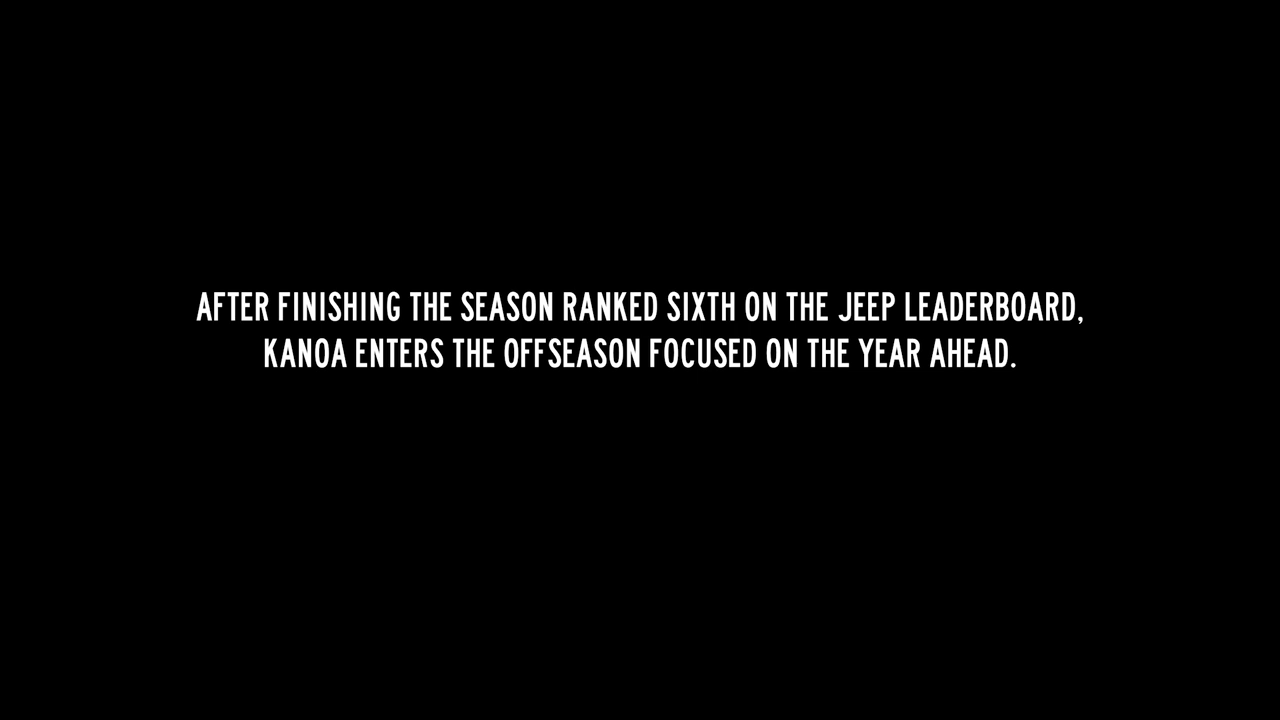 AFTER FINISHING THE SEASON RANKED SIXTH ON THE JEEP LEADERBOARD,
KANOA ENTERS THE OFFSEASON FOCUSED ON THE YEAR AHEAD.